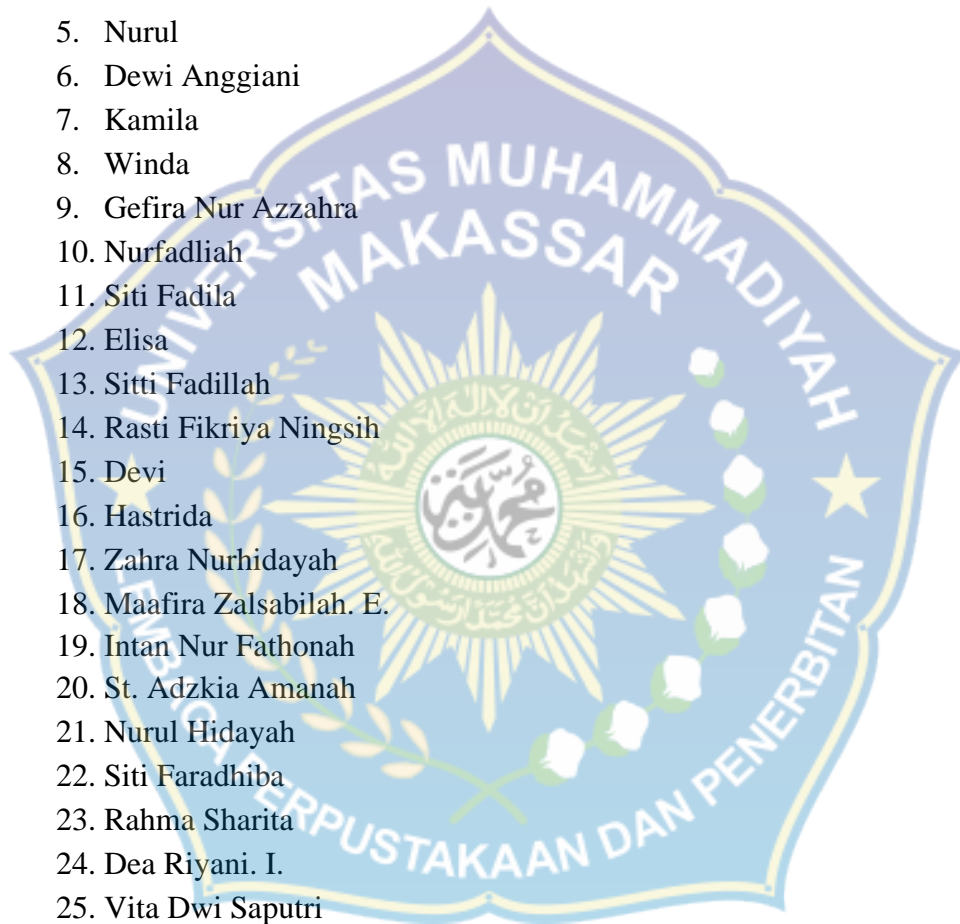 5. Nurul
6. Dewi Anggiani
7. Kamila
8. Winda
9. Gefira Nur Azzahra
10. Nurfadliah
11. Siti Fadila
12. Elisa
13. Sitti Fadillah
14. Rasti Fikriya Ningsih
15. Devi
16. Hastrida
17. Zahra Nurhidayah
18. Maafira Zalsabilah. E.
19. Intan Nur Fathonah
20. St. Adzkia Amanah
21. Nurul Hidayah
22. Siti Faradhiba
23. Rahma Sharita
24. Dea Riyani. I.
25. Vita Dwi Saputri
UNIVERSITAS MUHAMMADIYAH
MAKASSAR
LEMBAGA PERPUSTAKAAN DAN PENERBITAN